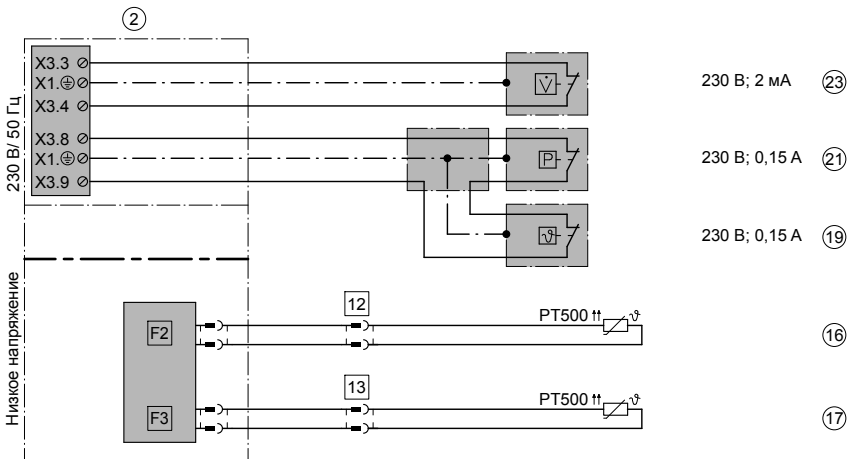 2
X3.3
X1.
X3.4
V̇
230 В; 2 мА 23
X3.8
X1.
X3.9
P
230 В; 0,15 А 21
230 В/ 50 Гц
ϑ
230 В; 0,15 А 19
Низкое напряжение
12
F2
PT500 ϑ
16
13
F3
PT500 ϑ
17